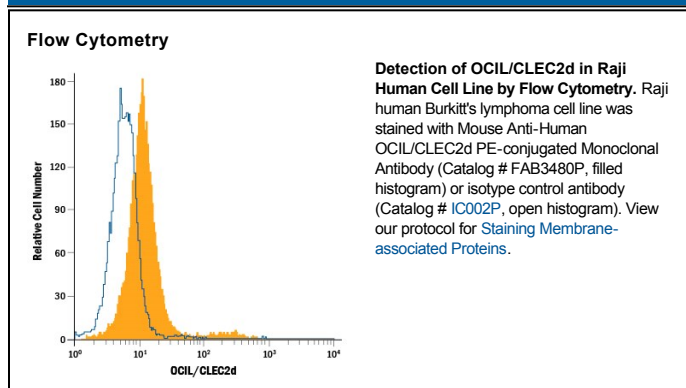 Flow Cytometry
Detection of OCIL/CLEC2d in Raji
Human Cell Line by Flow Cytometry. Raji
human Burkitt's lymphoma cell line was
stained with Mouse Anti-Human
OCIL/CLEC2d PE-conjugated Monoclonal
Antibody (Catalog # FAB3480P, filled
histogram) or isotype control antibody
(Catalog # IC002P, open histogram). View
our protocol for Staining Membrane-
associated Proteins.
Relative Cell Number
180
150
120
90
60
30
0
10⁰ 10¹ 10² 10³ 10⁴
OCIL/CLEC2d